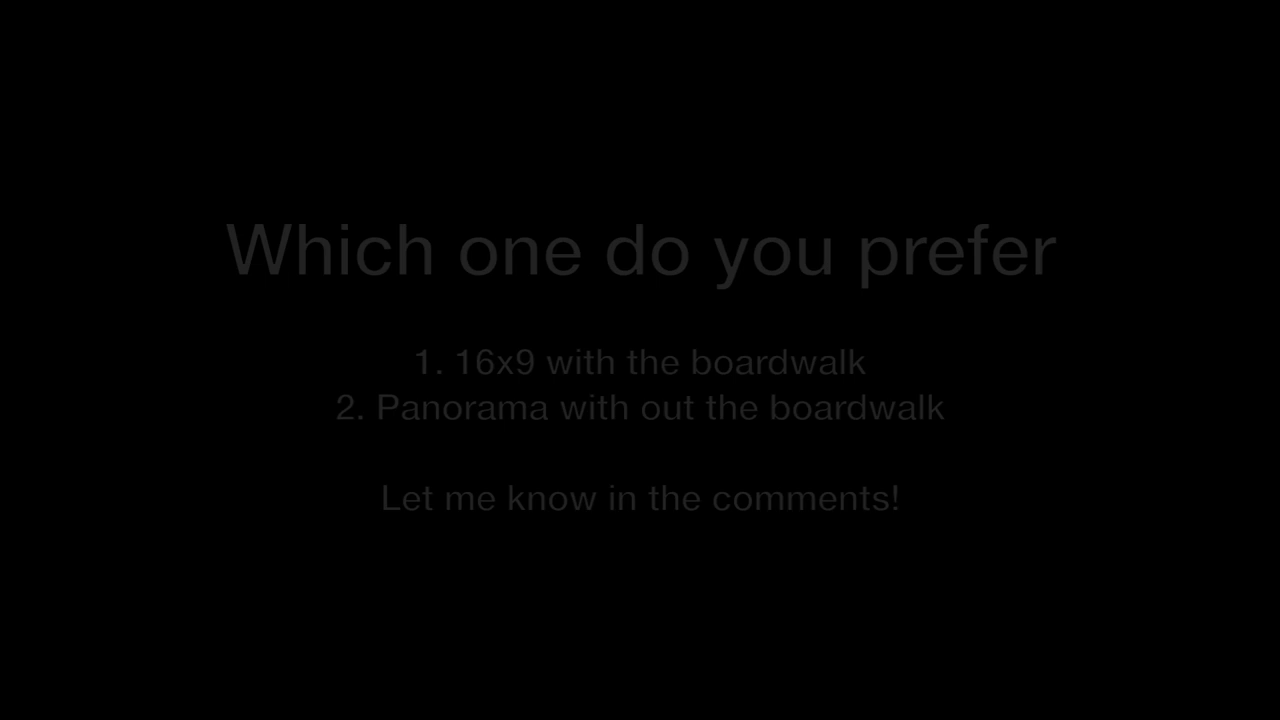 Which one do you prefer
1. 16x9 with the boardwalk
2. Panorama with out the boardwalk
Let me know in the comments!